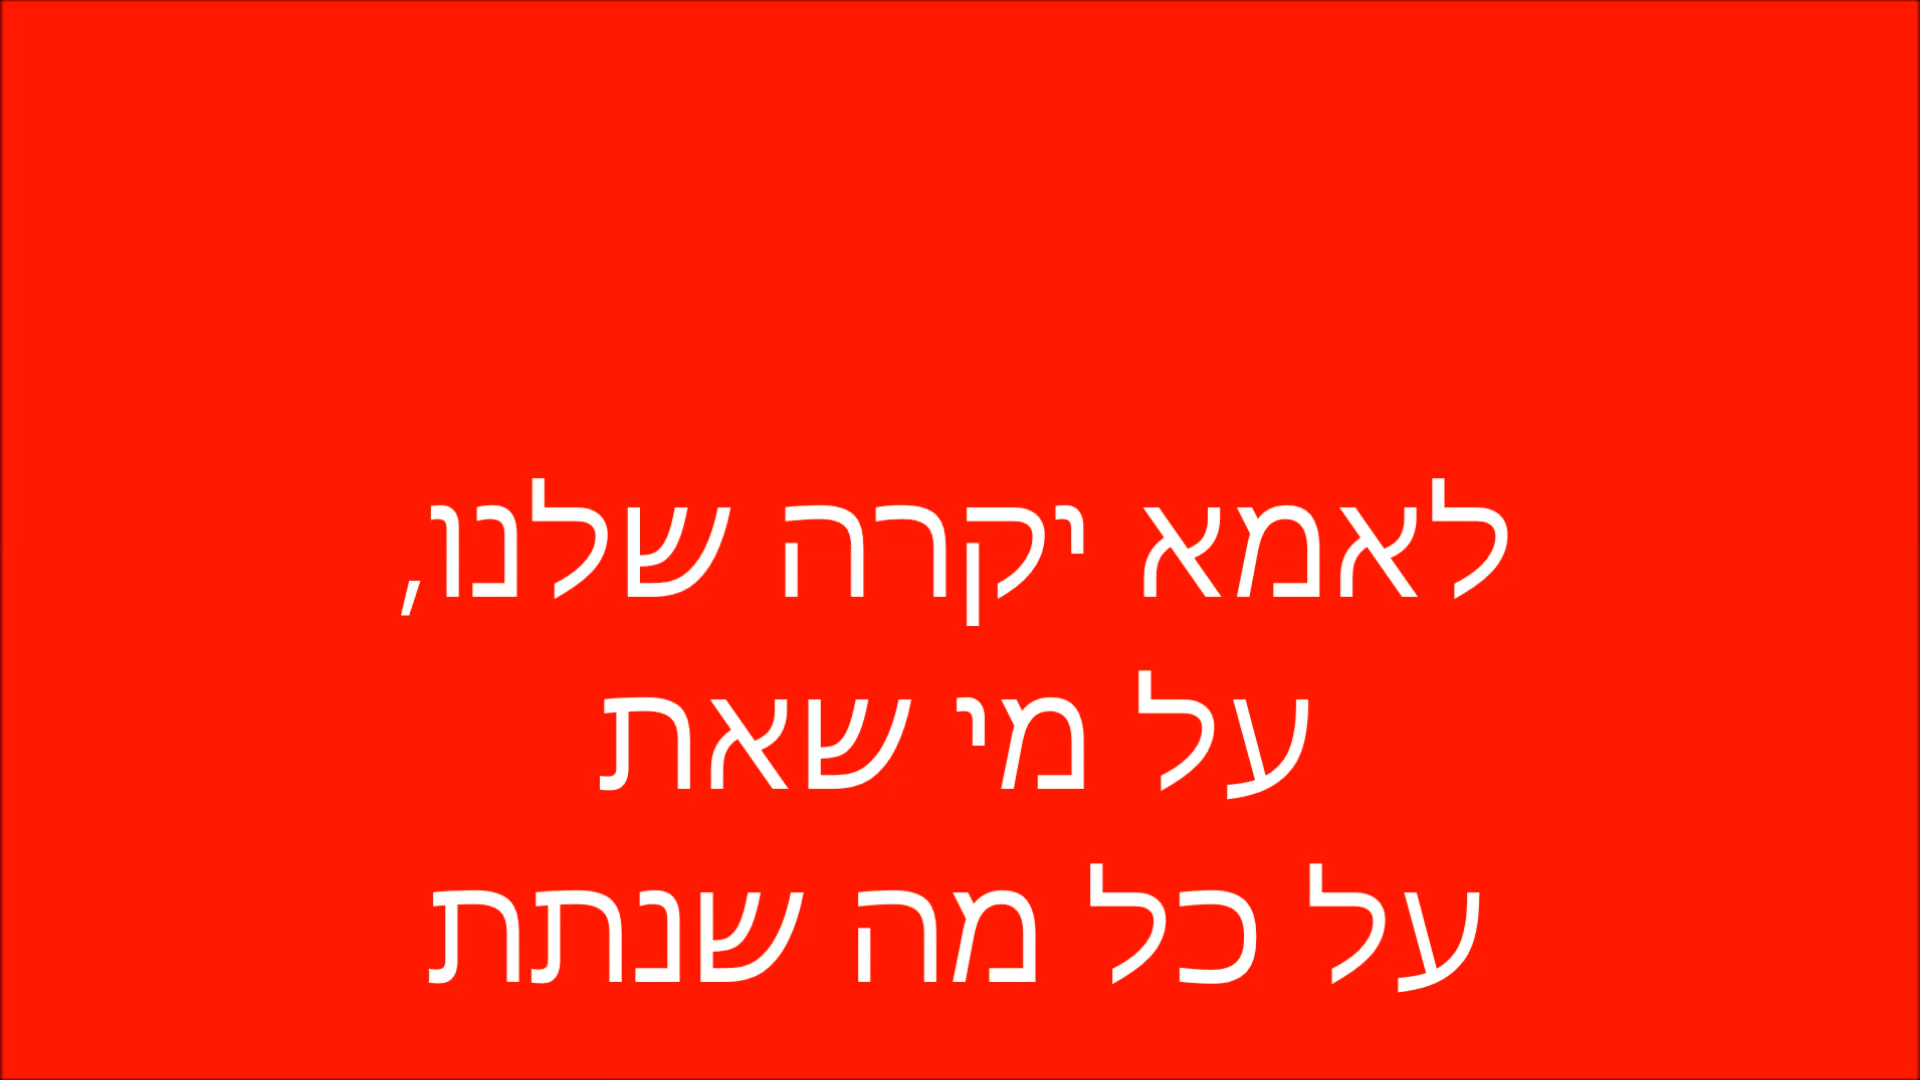 לאמא יקרה שלנו,
על מי שאת
על כל מה שנתת